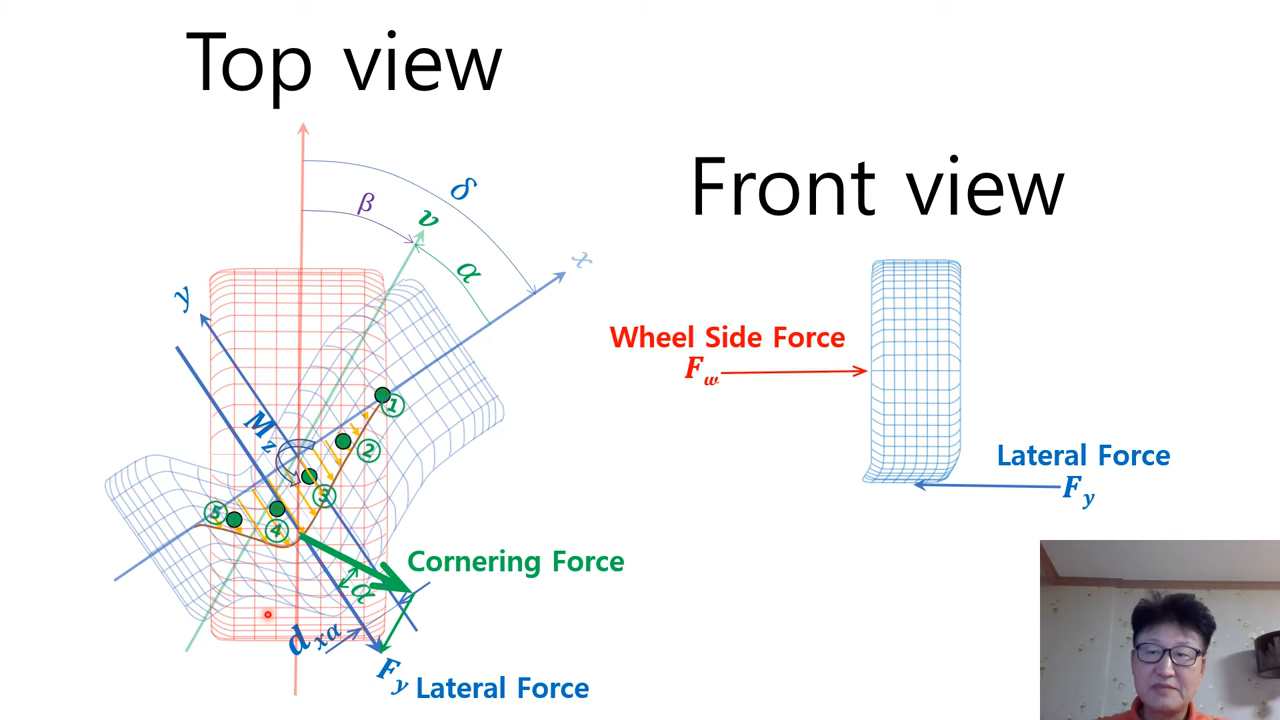 Top view
Front view
δ
β
v
α
x
y
M_z
①
②
③
④
⑤
Wheel Side Force
F_w
Lateral Force
F_y
Cornering Force
α
d_xα
F_y Lateral Force